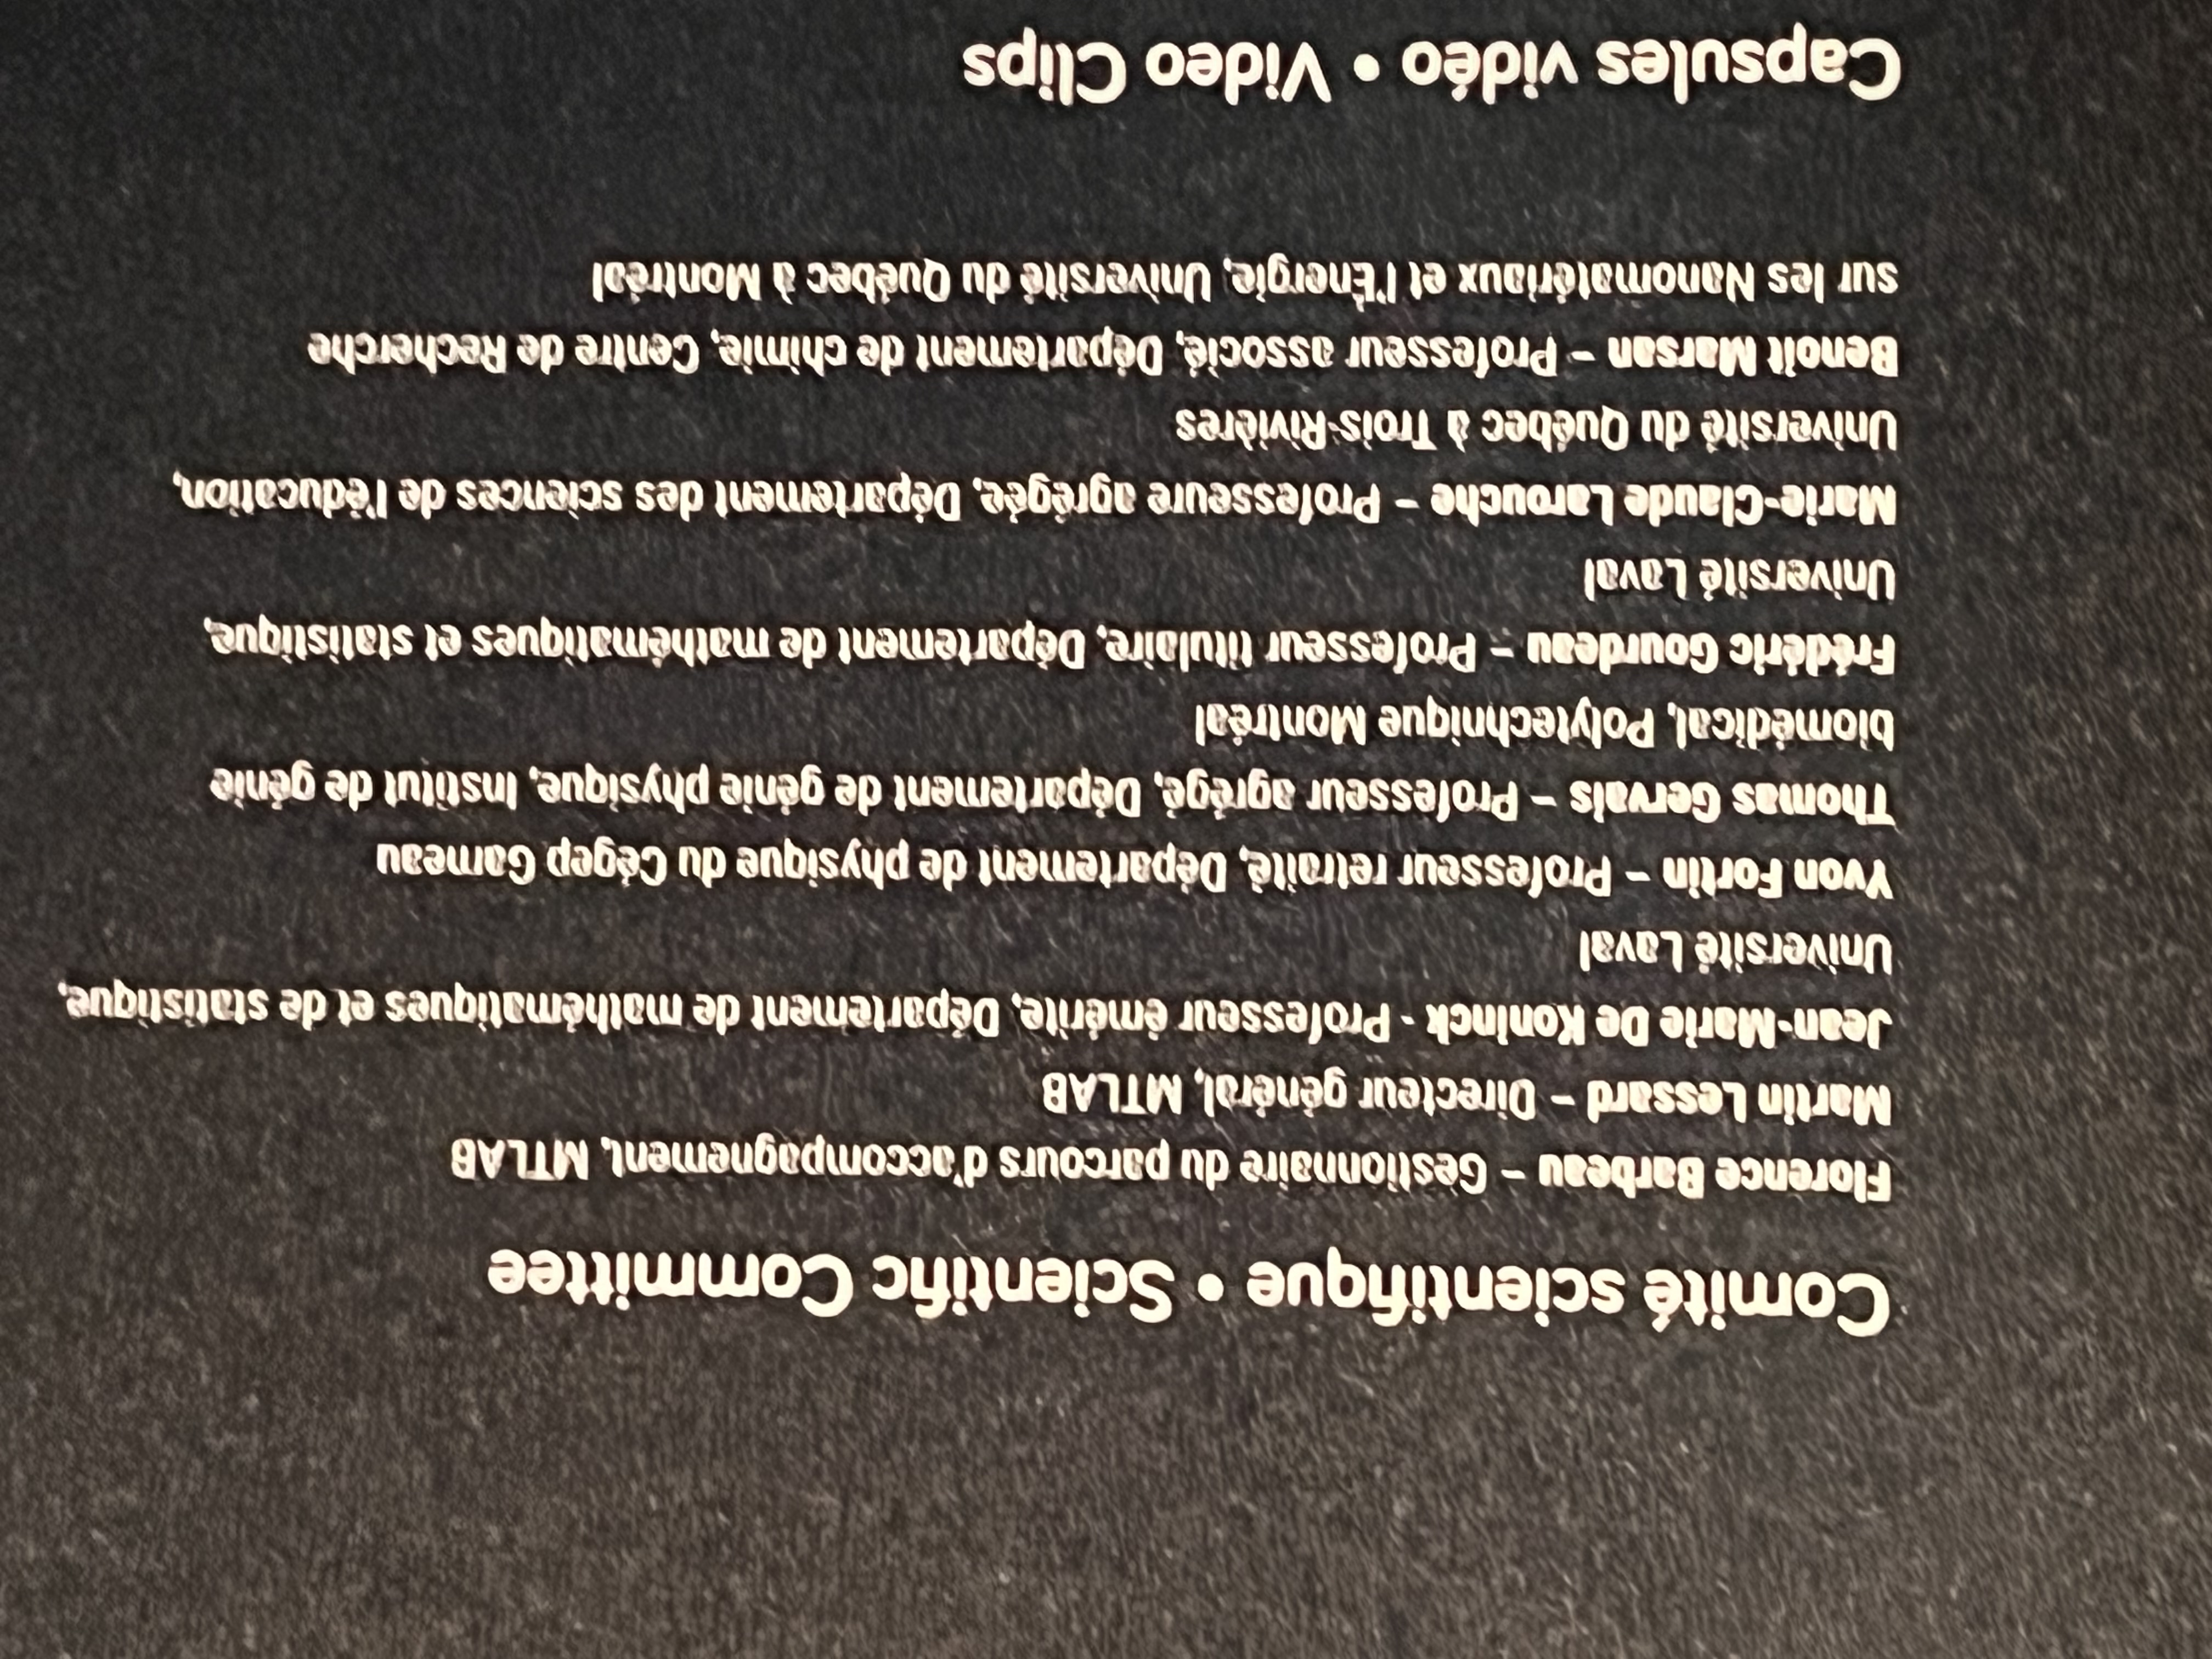 Comité scientifique • Scientific Committee
Florence Barbeau – Gestionnaire du parcours d'accompagnement, MTLAB
Martin Lessard – Directeur général, MTLAB
Jean-Marie De Koninck - Professeur émérite, Département de mathématiques et de statistique,
Université Laval
Yvon Fortin – Professeur retraité, Département de physique du Cégep Garneau
Thomas Gervais – Professeur agrégé, Département de génie physique, Institut de génie
biomédical, Polytechnique Montréal
Frédéric Gourdeau – Professeur titulaire, Département de mathématiques et statistique,
Université Laval
Marie-Claude Larouche – Professeure agrégée, Département des sciences de l'éducation,
Université du Québec à Trois-Rivières
Benoît Marsan – Professeur associé, Département de chimie, Centre de Recherche
sur les Nanomatériaux et l'Énergie, Université du Québec à Montréal
Capsules vidéo • Video Clips